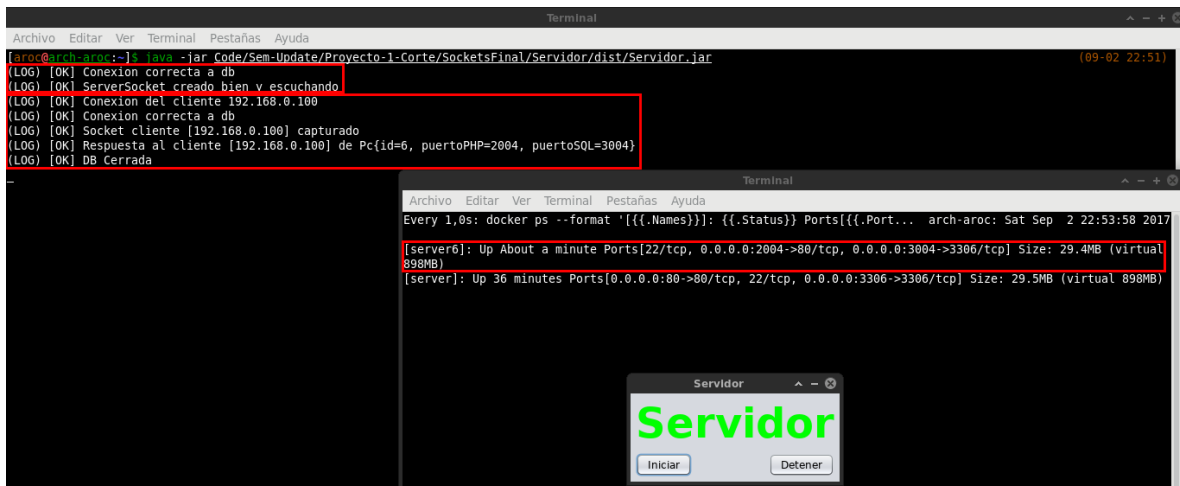 Terminal
Archivo Editar Ver Terminal Pestañas Ayuda
[aroc@arch-aroc:~]$ java -jar Code/Sem-Update/Proyecto-1-Corte/SocketsFinal/Servidor/dist/Servidor.jar (09-02 22:51)
(LOG) [OK] Conexion correcta a db
(LOG) [OK] ServerSocket creado bien y escuchando
(LOG) [OK] Conexion del cliente 192.168.0.100
(LOG) [OK] Conexion correcta a db
(LOG) [OK] Socket cliente [192.168.0.100] capturado
(LOG) [OK] Respuesta al cliente [192.168.0.100] de Pc{id=6, puertoPHP=2004, puertoSQL=3004}
(LOG) [OK] DB Cerrada
Terminal
Archivo Editar Ver Terminal Pestañas Ayuda
Every 1,0s: docker ps --format '[{{.Names}}]: {{.Status}} Ports[{{.Port... arch-aroc: Sat Sep 2 22:53:58 2017
[server6]: Up About a minute Ports[22/tcp, 0.0.0.0:2004->80/tcp, 0.0.0.0:3004->3306/tcp] Size: 29.4MB (virtual
898MB)
[server]: Up 36 minutes Ports[0.0.0.0:80->80/tcp, 22/tcp, 0.0.0.0:3306->3306/tcp] Size: 29.5MB (virtual 898MB)
Servidor
Servidor
Iniciar Detener